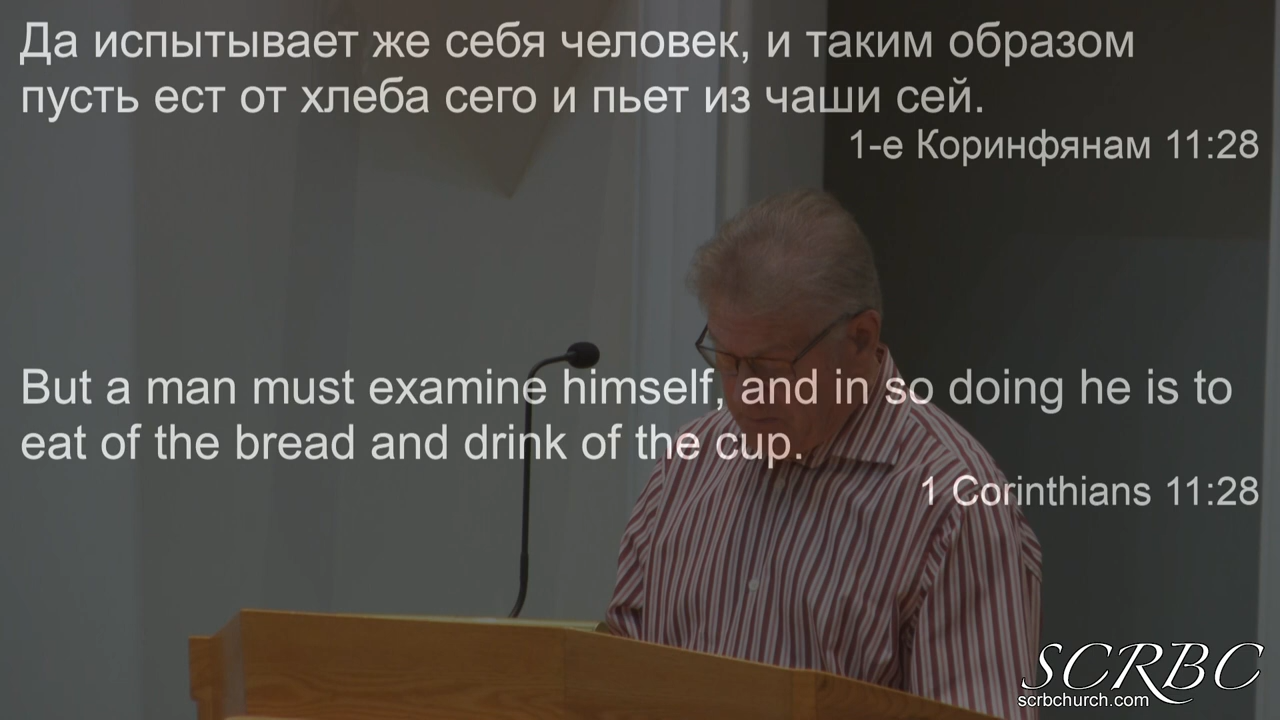 Да испытывает же себя человек, и таким образом
пусть ест от хлеба сего и пьет из чаши сей.
1-е Коринфянам 11:28
But a man must examine himself, and in so doing he is to
eat of the bread and drink of the cup.
1 Corinthians 11:28
SCRBC
scrbchurch.com